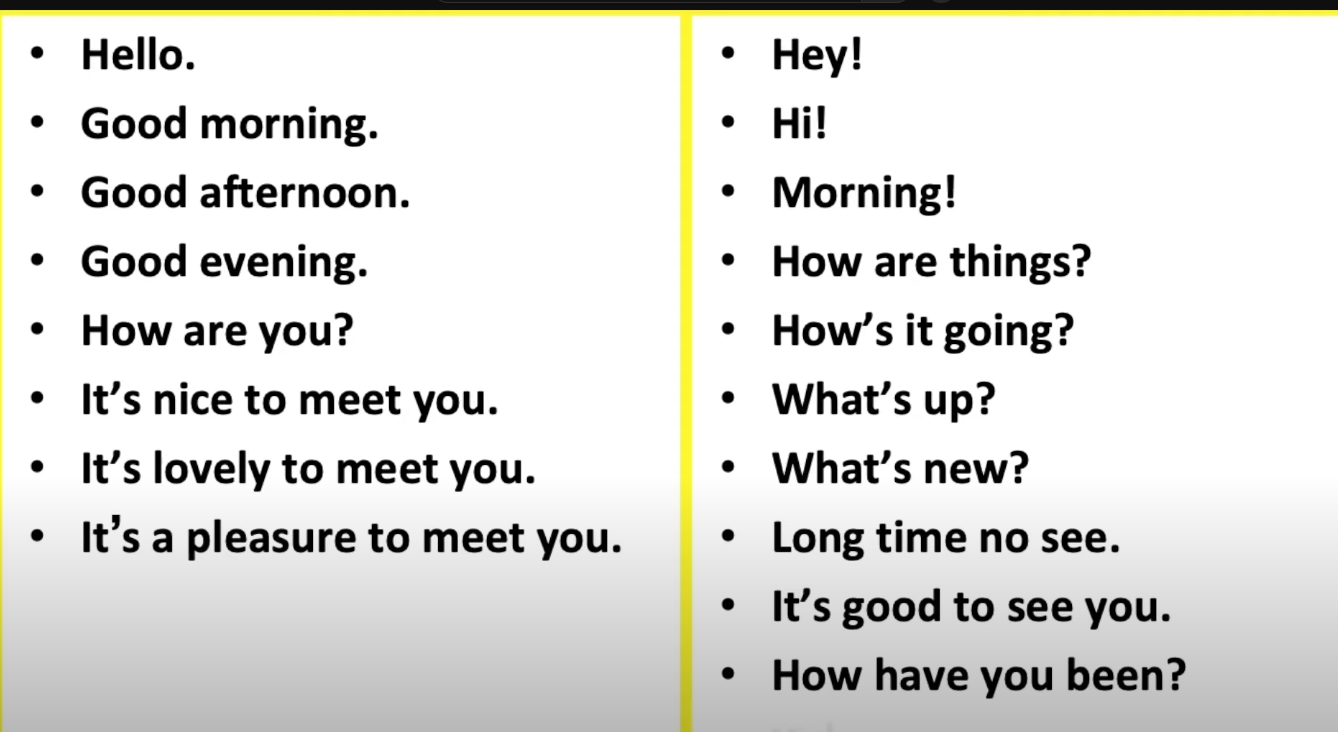 • Hello.
• Good morning.
• Good afternoon.
• Good evening.
• How are you?
• It’s nice to meet you.
• It’s lovely to meet you.
• It’s a pleasure to meet you.
• Hey!
• Hi!
• Morning!
• How are things?
• How’s it going?
• What’s up?
• What’s new?
• Long time no see.
• It’s good to see you.
• How have you been?